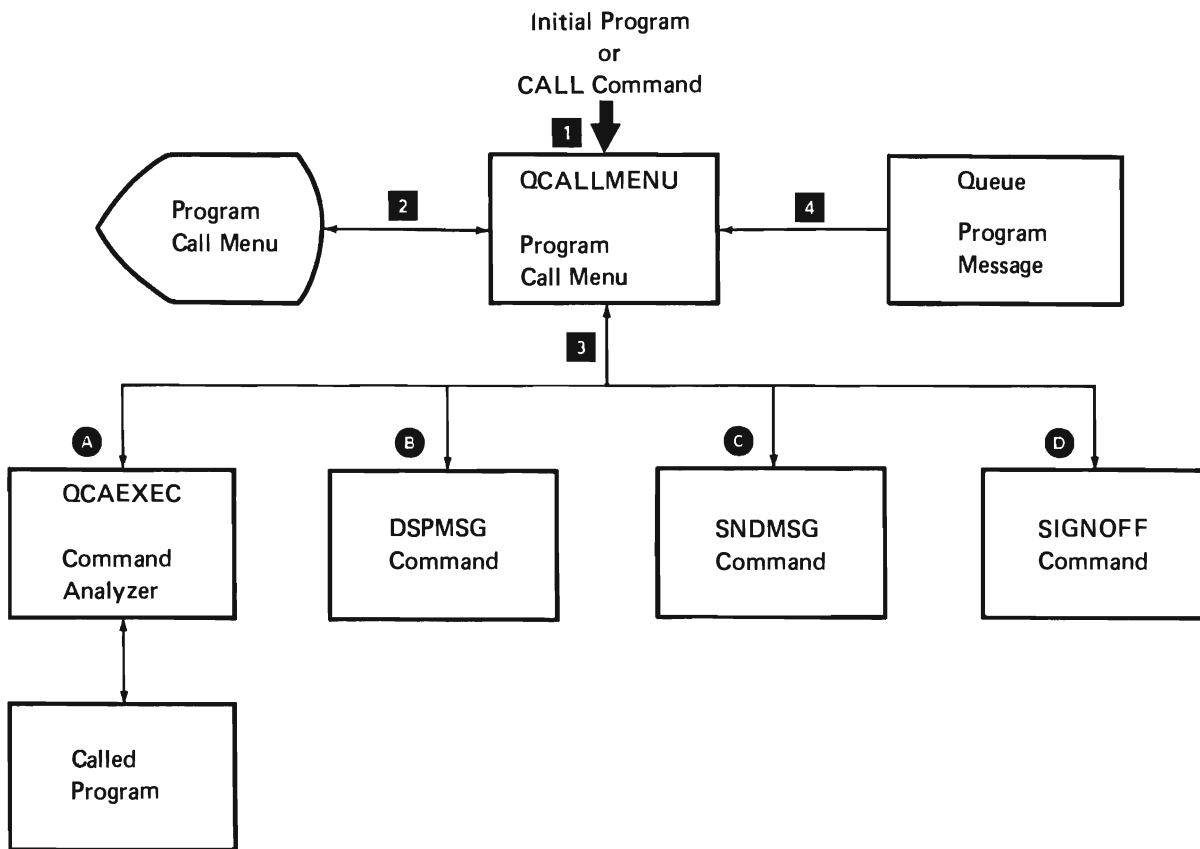 Initial Program
or
CALL Command
1
QCALLMENU
Program
Call Menu
2
Program
Call Menu
4
Queue
Program
Message
3
A
QCAEXEC
Command
Analyzer
B
DSPMSG
Command
C
SNDMSG
Command
D
SIGNOFF
Command
Called
Program